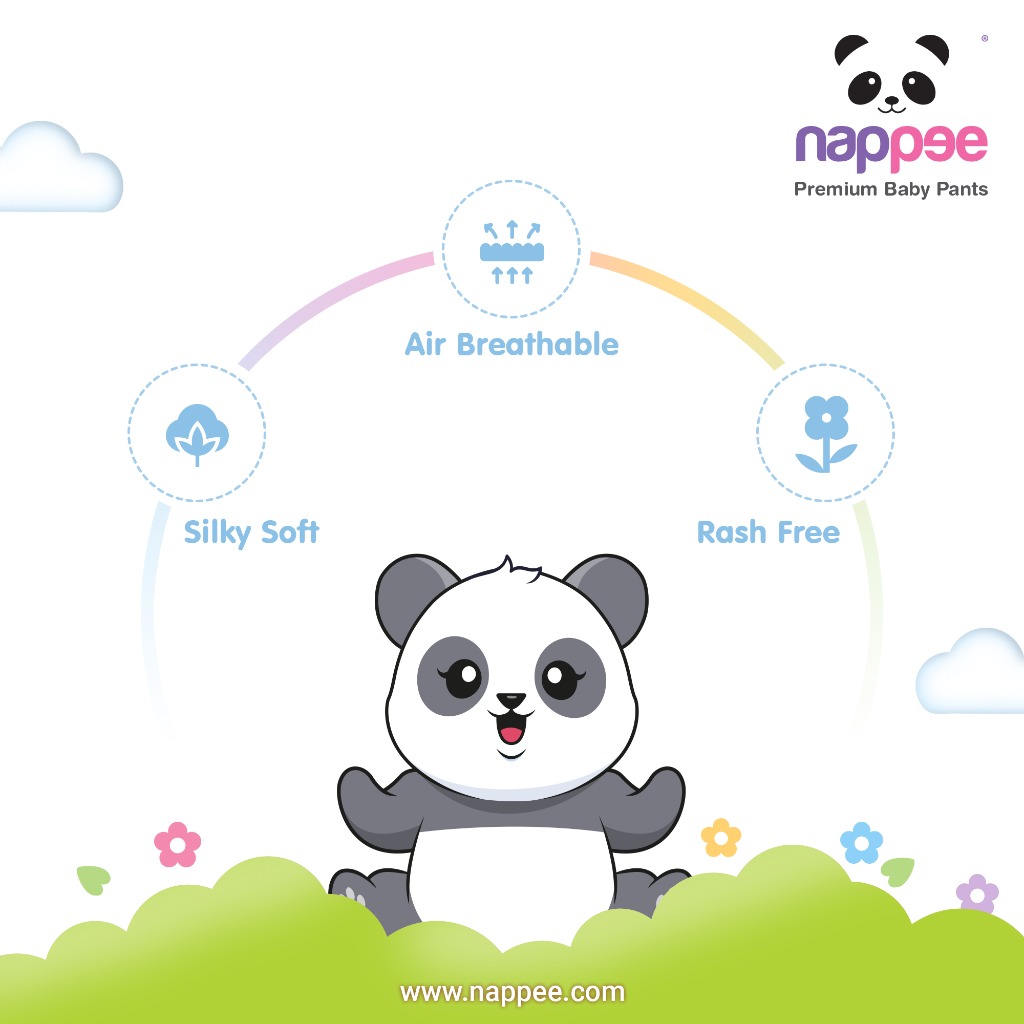 ®
nappee
Premium Baby Pants
Air Breathable
Silky Soft
Rash Free
www.nappee.com